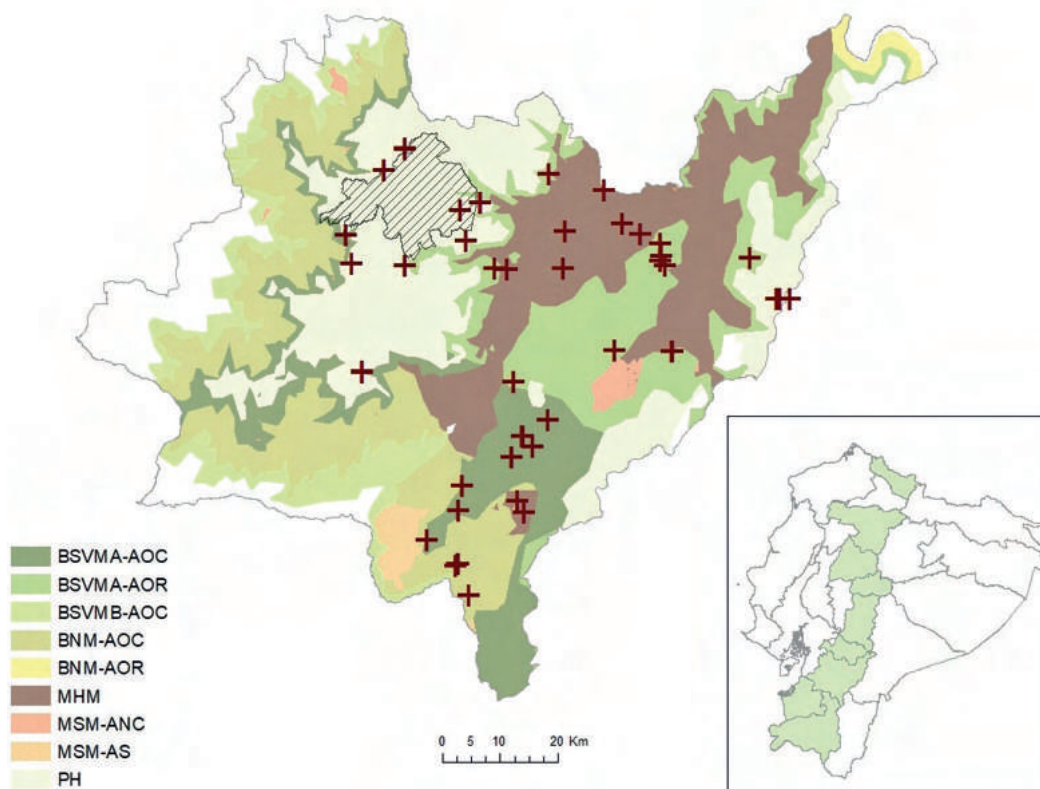 BSVMA-AOC
BSVMA-AOR
BSVMB-AOC
BNM-AOC
BNM-AOR
MHM
MSM-ANC
MSM-AS
PH
0 5 10 20 Km